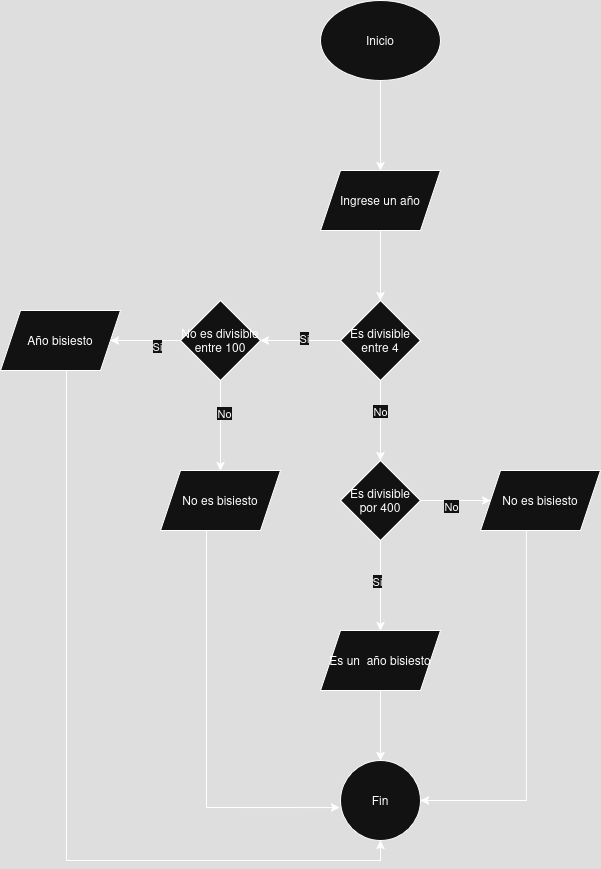 Inicio
Ingrese un año
Es divisible
entre 4
Si
No es divisible
entre 100
Si
Año bisiesto
No
No es bisiesto
No
Es divisible
por 400
No
No es bisiesto
Si
Es un  año bisiesto
Fin